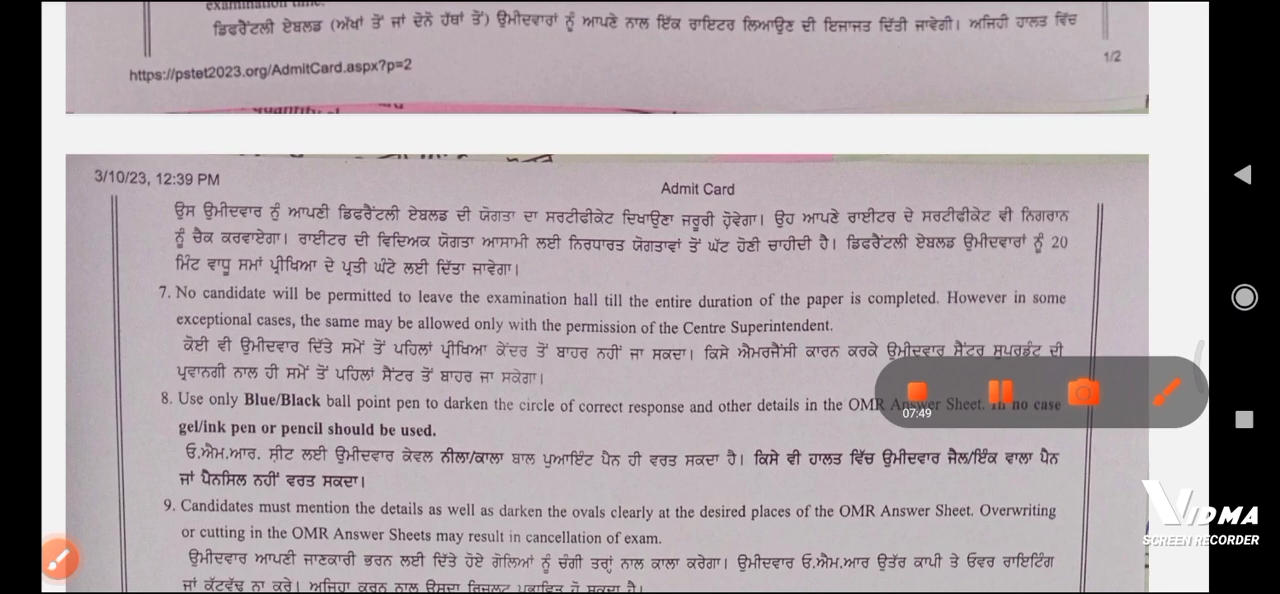 examination time.
ਡਿਫਰੈਂਟਲੀ ਏਬਲਡ (ਅੱਖਾਂ ਤੋਂ ਜਾਂ ਦੋਨੋ ਹੱਥਾਂ ਤੋਂ) ਉਮੀਦਵਾਰਾਂ ਨੂੰ ਆਪਣੇ ਨਾਲ ਇਕ ਰਾਇਟਰ ਲਿਆਉਣ ਦੀ ਇਜਾਜਤ ਦਿੱਤੀ ਜਾਵੇਗੀ। ਅਜਿਹੀ ਹਾਲਤ ਵਿੱਚ
https://pstet2023.org/AdmitCard.aspx?p=2
1/2
3/10/23, 12:39 PM
Admit Card
ਉਸ ਉਮੀਦਵਾਰ ਨੂੰ ਆਪਣੀ ਡਿਫਰੈਂਟਲੀ ਏਬਲਡ ਦੀ ਯੋਗਤਾ ਦਾ ਸਰਟੀਫੀਕੇਟ ਦਿਖਾਉਣਾ ਜਰੂਰੀ ਹੋਵੇਗਾ। ਉਹ ਆਪਣੇ ਰਾਈਟਰ ਦੇ ਸਰਟੀਫੀਕੇਟ ਵੀ ਨਿਗਰਾਨ
ਨੂੰ ਚੈਕ ਕਰਵਾਏਗਾ। ਰਾਈਟਰ ਦੀ ਵਿਦਿਅਕ ਯੋਗਤਾ ਆਸਾਮੀ ਲਈ ਨਿਰਧਾਰਤ ਯੋਗਤਾਵਾਂ ਤੋਂ ਘੱਟ ਹੋਣੀ ਚਾਹੀਦੀ ਹੈ। ਡਿਫਰੈਂਟਲੀ ਏਬਲਡ ਉਮੀਦਵਾਰਾਂ ਨੂੰ 20
ਮਿੰਟ ਵਾਧੂ ਸਮਾਂ ਪ੍ਰੀਖਿਆ ਦੇ ਪ੍ਰਤੀ ਘੰਟੇ ਲਈ ਦਿੱਤਾ ਜਾਵੇਗਾ।
7. No candidate will be permitted to leave the examination hall till the entire duration of the paper is completed. However in some
exceptional cases, the same may be allowed only with the permission of the Centre Superintendent.
ਕੋਈ ਵੀ ਉਮੀਦਵਾਰ ਦਿੱਤੇ ਸਮੇਂ ਤੋਂ ਪਹਿਲਾਂ ਪ੍ਰੀਖਿਆ ਕੇਂਦਰ ਤੋਂ ਬਾਹਰ ਨਹੀਂ ਜਾ ਸਕਦਾ। ਕਿਸੇ ਐਮਰਜੈਂਸੀ ਕਾਰਨ ਕਰਕੇ ਉਮੀਦਵਾਰ ਸੈਂਟਰ ਸੁਪਰਡੰਟ ਦੀ
ਪ੍ਰਵਾਨਗੀ ਨਾਲ ਹੀ ਸਮੇਂ ਤੋਂ ਪਹਿਲਾਂ ਸੈਂਟਰ ਤੋਂ ਬਾਹਰ ਜਾ ਸਕੇਗਾ।
8. Use only Blue/Black ball point pen to darken the circle of correct response and other details in the OMR Answer Sheet. In no case
gel/ink pen or pencil should be used.
07:49
ਓ.ਐਮ.ਆਰ. ਸ਼ੀਟ ਲਈ ਉਮੀਦਵਾਰ ਕੇਵਲ ਨੀਲਾ/ਕਾਲਾ ਬਾਲ ਪੁਆਇੰਟ ਪੈਨ ਹੀ ਵਰਤ ਸਕਦਾ ਹੈ। ਕਿਸੇ ਵੀ ਹਾਲਤ ਵਿੱਚ ਉਮੀਦਵਾਰ ਜੈਲ/ਇੰਕ ਵਾਲਾ ਪੈਨ
ਜਾਂ ਪੈਨਸਿਲ ਨਹੀਂ ਵਰਤ ਸਕਦਾ।
9. Candidates must mention the details as well as darken the ovals clearly at the desired places of the OMR Answer Sheet. Overwriting
or cutting in the OMR Answer Sheets may result in cancellation of exam.
ਉਮੀਦਵਾਰ ਆਪਣੀ ਜਾਣਕਾਰੀ ਭਰਨ ਲਈ ਦਿੱਤੇ ਹੋਏ ਗੋਲਿਆਂ ਨੂੰ ਚੰਗੀ ਤਰ੍ਹਾਂ ਨਾਲ ਕਾਲਾ ਕਰੇਗਾ। ਉਮੀਦਵਾਰ ਓ.ਐਮ.ਆਰ ਉਤੱਰ ਕਾਪੀ ਤੇ ਓਵਰ ਰਾਇਟਿੰਗ
ਜਾਂ ਕੱਟਵੱਢ ਨਾ ਕਰੇ। ਅਜਿਹਾ ਕਰਨ ਨਾਲ ਉਸਦਾ ਰਿਜਲਟ ਪ੍ਰਭਾਵਿਤ ਹੋ ਸਕਦਾ ਹੈ।
VIDMA
SCREEN RECORDER